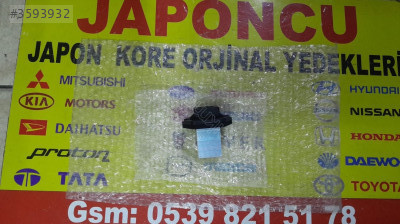 #3593932
JAPONCU
JAPON KORE ORJİNAL YEDEKLERİ
MITSUBISHI
HYUNDAI
KIA MOTORS
NISSAN
DAIHATSU
HONDA
PROTON
DAEWOO
TATA
TOYOTA
Gsm: 0539 821 51 78